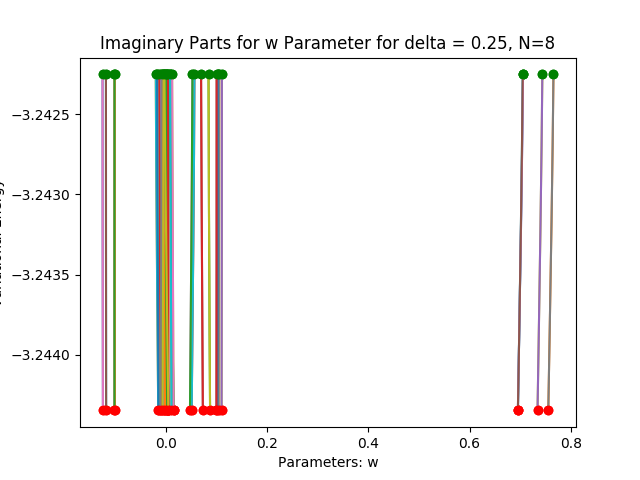 Imaginary Parts for w Parameter for delta = 0.25, N=8
−3.2425
−3.2430
−3.2435
−3.2440
0.0 0.2 0.4 0.6 0.8
Parameters: w